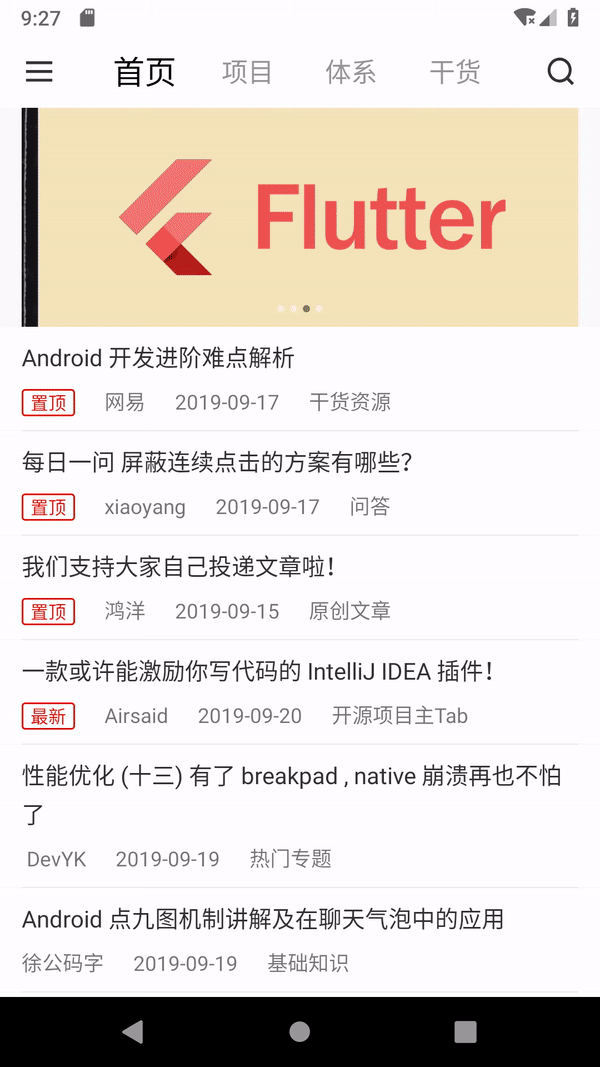 9:27
首页 项目 体系 干货
Flutter
Android 开发进阶难点解析
置顶 网易 2019-09-17 干货资源
每日一问 屏蔽连续点击的方案有哪些?
置顶 xiaoyang 2019-09-17 问答
我们支持大家自己投递文章啦!
置顶 鸿洋 2019-09-15 原创文章
一款或许能激励你写代码的 IntelliJ IDEA 插件!
最新 Airsaid 2019-09-20 开源项目主Tab
性能优化 (十三) 有了 breakpad , native 崩溃再也不怕
了
DevYK 2019-09-19 热门专题
Android 点九图机制讲解及在聊天气泡中的应用
徐公码字 2019-09-19 基础知识